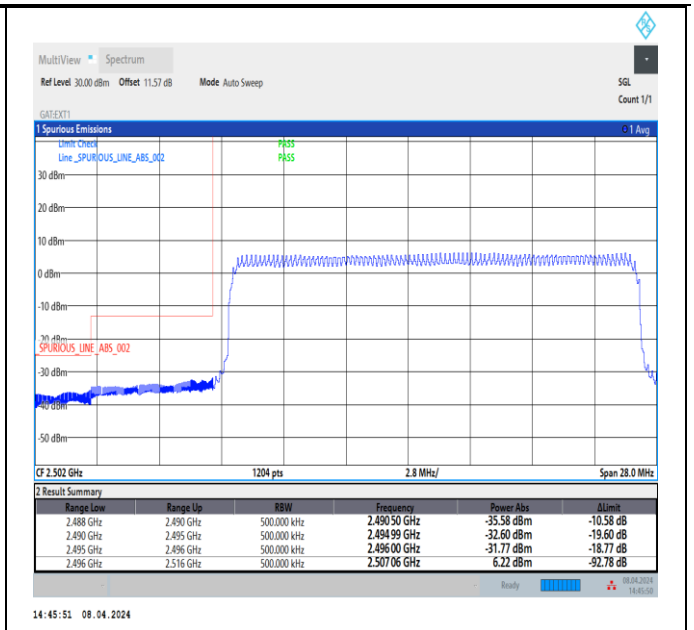 MultiView Spectrum
Ref Level 30.00 dBm Offset 11.57 dB Mode Auto Sweep SGL
Count 1/1
GAT:EXT1
1 Spurious Emissions 1 Avg
Limit Check PASS
Line _SPURIOUS_LINE_ABS_002 PASS
30 dBm
20 dBm
10 dBm
0 dBm
-10 dBm
-20 dBm
_SPURIOUS_LINE_ABS_002
-30 dBm
-40 dBm
-50 dBm
CF 2.502 GHz 1204 pts 2.8 MHz/ Span 28.0 MHz
2 Result Summary
Range Low Range Up RBW Frequency Power Abs ΔLimit
2.488 GHz 2.490 GHz 500.000 kHz 2.490 50 GHz -35.58 dBm -10.58 dB
2.490 GHz 2.495 GHz 500.000 kHz 2.494 99 GHz -32.60 dBm -19.60 dB
2.495 GHz 2.496 GHz 500.000 kHz 2.496 00 GHz -31.77 dBm -18.77 dB
2.496 GHz 2.516 GHz 500.000 kHz 2.507 06 GHz 6.22 dBm -92.78 dB
Ready 08.04.2024
14:45:50
14:45:51 08.04.2024